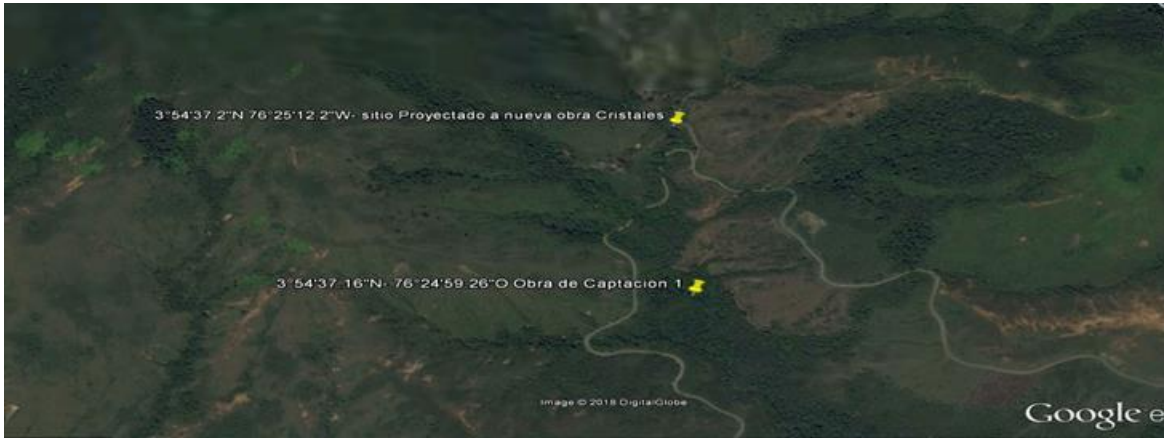 3°54'37.2"N 76°25'12.2"W- sitio Proyectado a nueva obra Cristales
3°54'37.16"N- 76°24'59.26"O Obra de Captacion 1
Image © 2018 DigitalGlobe
Google e